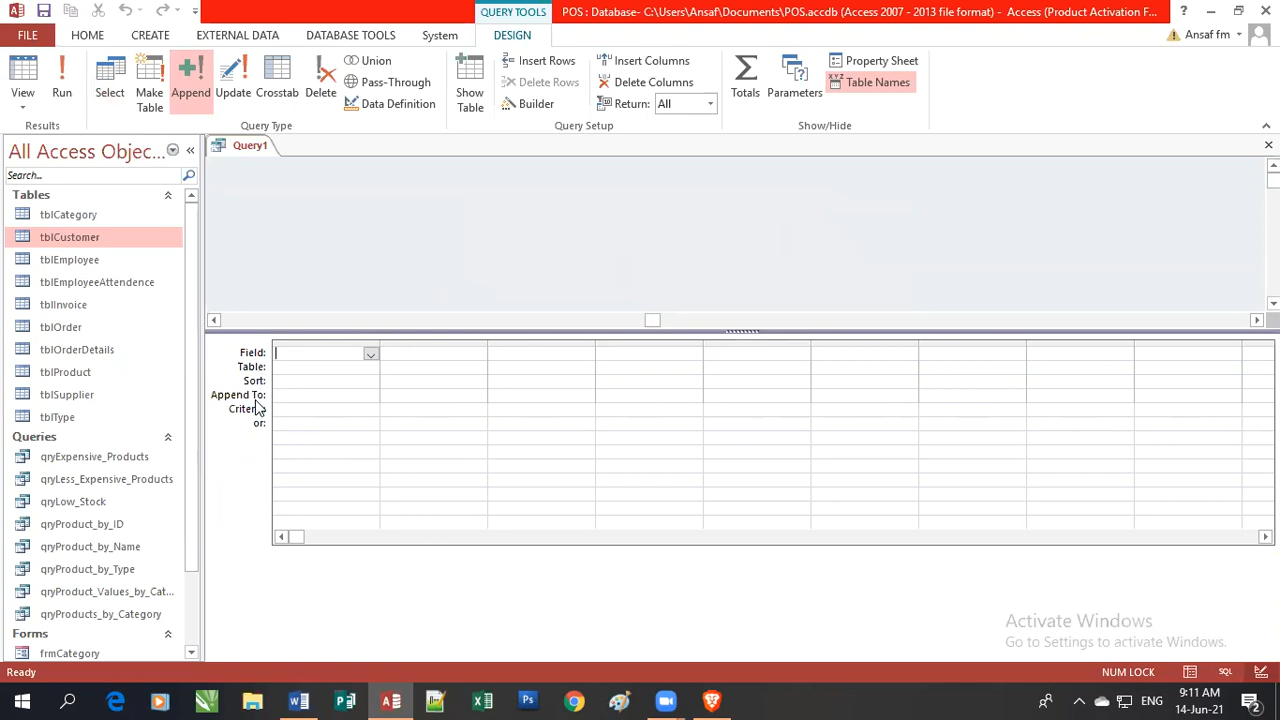 QUERY TOOLS
POS : Database- C:\Users\Ansaf\Documents\POS.accdb (Access 2007 - 2013 file format) - Access (Product Activation F...
FILE HOME CREATE EXTERNAL DATA DATABASE TOOLS System DESIGN Ansaf fm
View
Run
Select
Make Table
Append
Update
Crosstab
Delete
Union
Pass-Through
Data Definition
Show Table
Insert Rows
Delete Rows
Builder
Insert Columns
Delete Columns
Return: All
Totals
Parameters
Property Sheet
XYZ Table Names
Results Query Type Query Setup Show/Hide
All Access Objec...
Search...
Query1
Tables
tblCategory
tblCustomer
tblEmployee
tblEmployeeAttendence
tblInvoice
tblOrder
tblOrderDetails
tblProduct
tblSupplier
tblType
Queries
qryExpensive_Products
qryLess_Expensive_Products
qryLow_Stock
qryProduct_by_ID
qryProduct_by_Name
qryProduct_by_Type
qryProduct_Values_by_Cat...
qryProducts_by_Category
Forms
frmCategory
Field:
Table:
Sort:
Append To:
or:
Activate Windows
Go to Settings to activate Windows.
Ready NUM LOCK SQL
ENG
9:11 AM
14-Jun-21
2